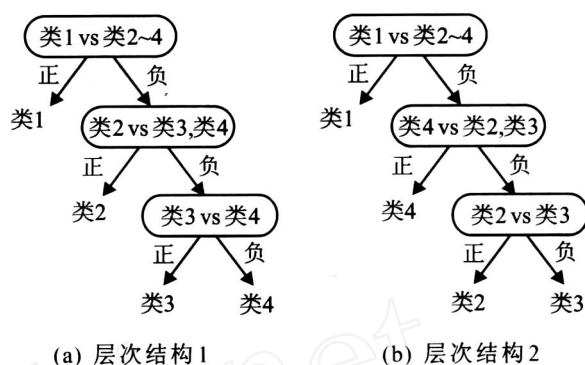 类1 vs 类2~4
正 负
类1
类2 vs 类3,类4
正 负
类2
类3 vs 类4
正 负
类3 类4
(a) 层次结构1
类1 vs 类2~4
正 负
类1
类4 vs 类2,类3
正 负
类4
类2 vs 类3
正 负
类2 类3
(b) 层次结构2